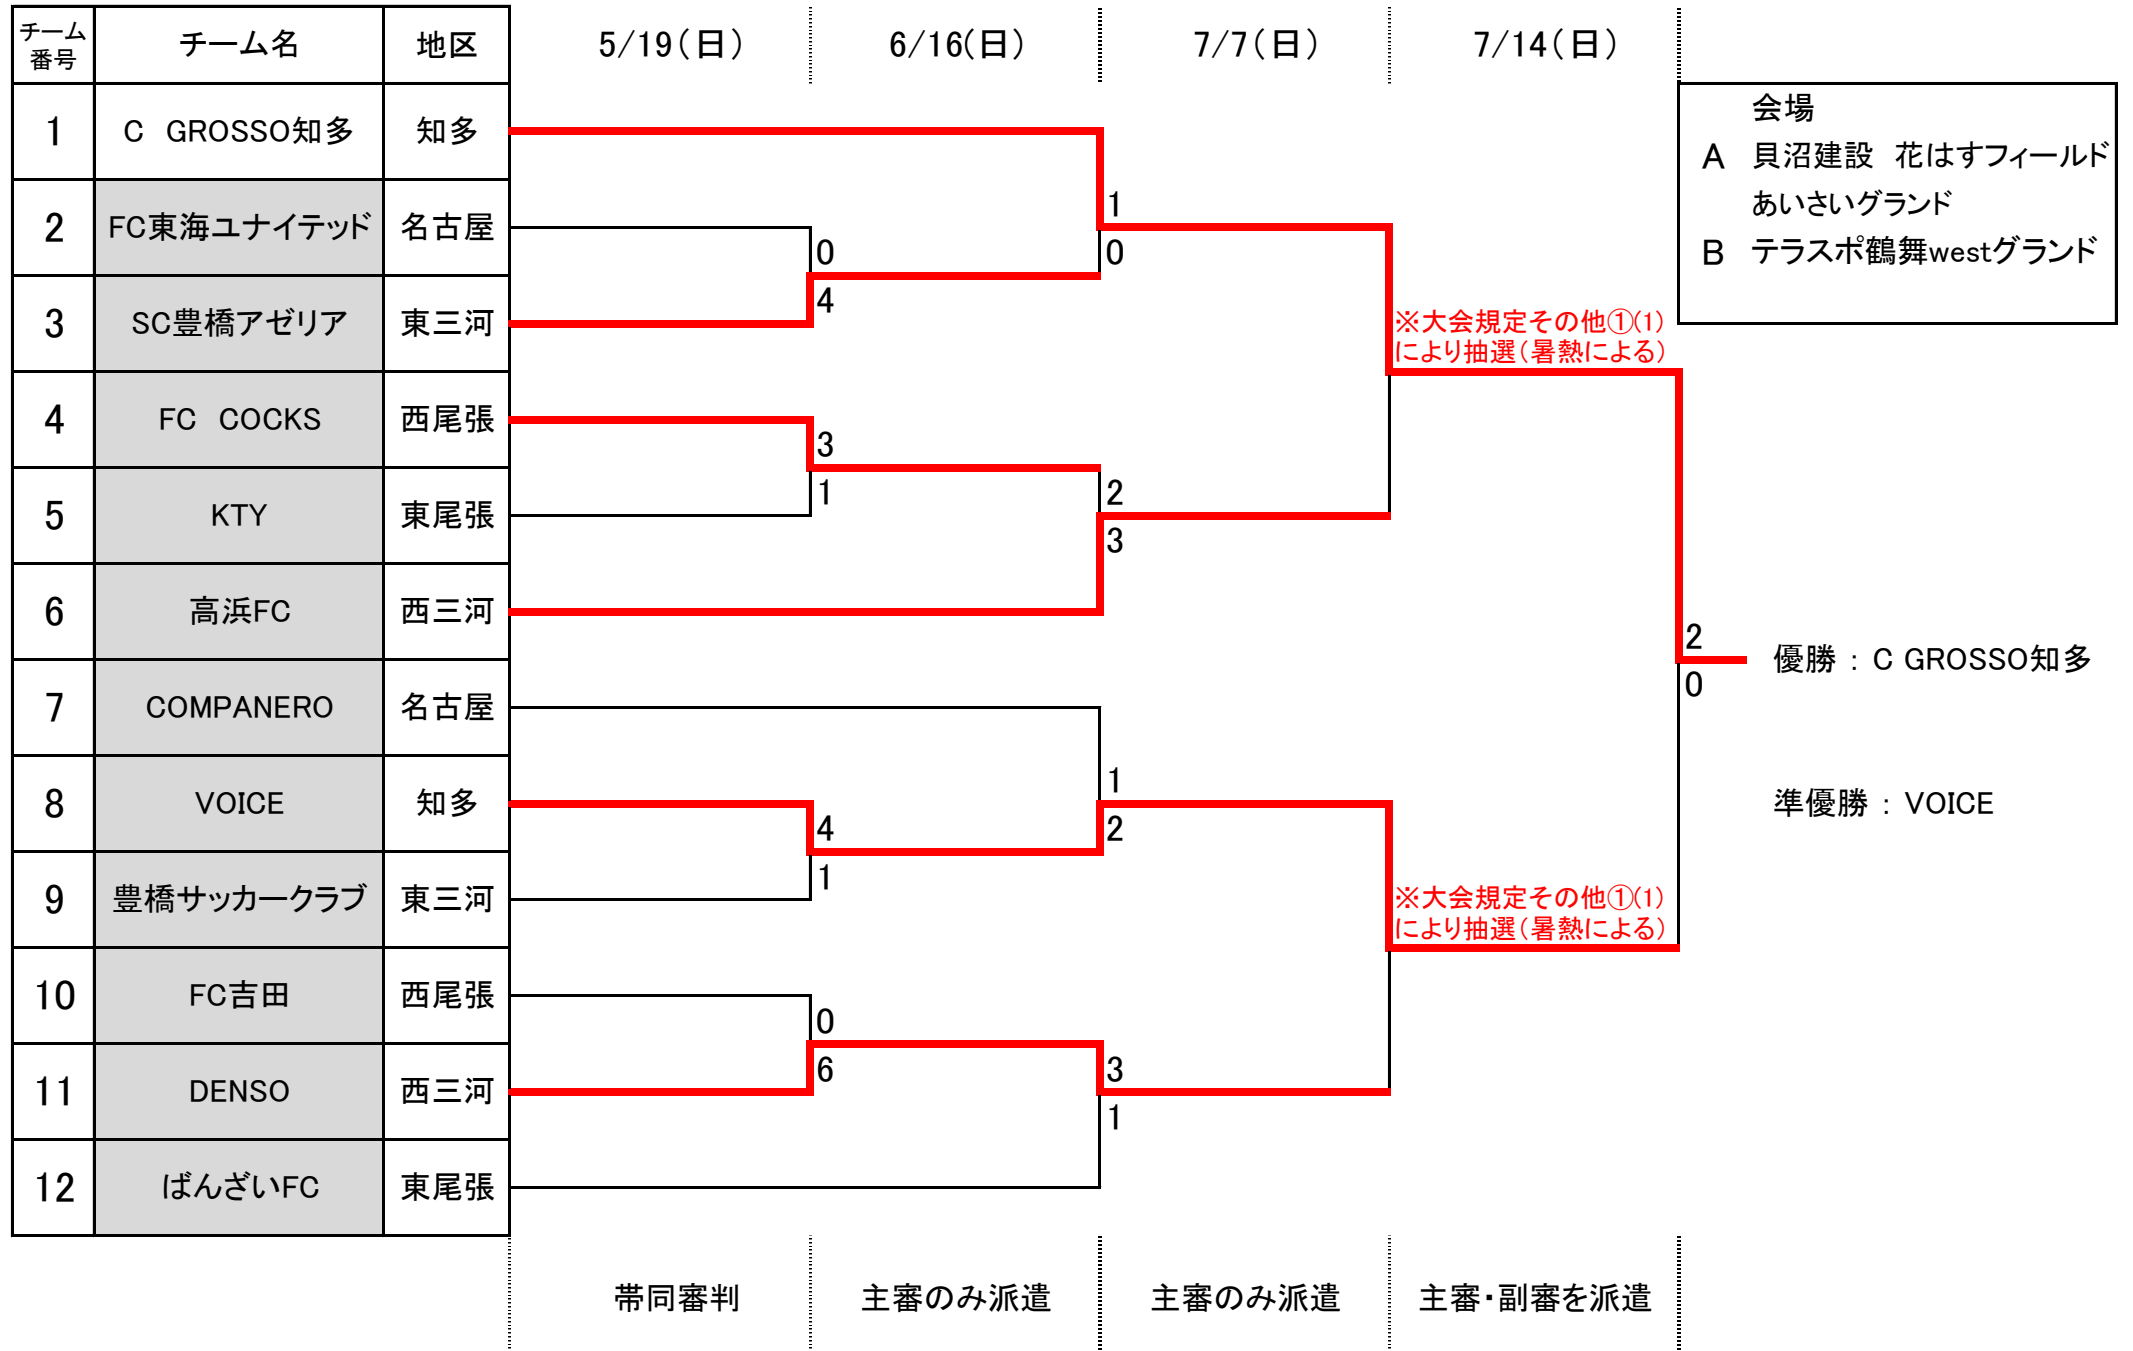 チーム
番号
チーム名
地区
5/19(日)
6/16(日)
7/7(日)
7/14(日)
1
C　GROSSO知多
知多
2
FC東海ユナイテッド
名古屋
3
SC豊橋アゼリア
東三河
4
FC　COCKS
西尾張
5
KTY
東尾張
6
高浜FC
西三河
7
COMPANERO
名古屋
8
VOICE
知多
9
豊橋サッカークラブ
東三河
10
FC吉田
西尾張
11
DENSO
西三河
12
ばんざいFC
東尾張
0
4
3
1
4
1
0
6
1
0
2
3
1
2
3
1
※大会規定その他①(1)
により抽選(暑熱による)
※大会規定その他①(1)
により抽選(暑熱による)
2
0
会場
A　貝沼建設　花はすフィールド
あいさいグランド
B　テラスポ鶴舞westグランド
優勝 : C GROSSO知多
準優勝 : VOICE
帯同審判
主審のみ派遣
主審のみ派遣
主審・副審を派遣